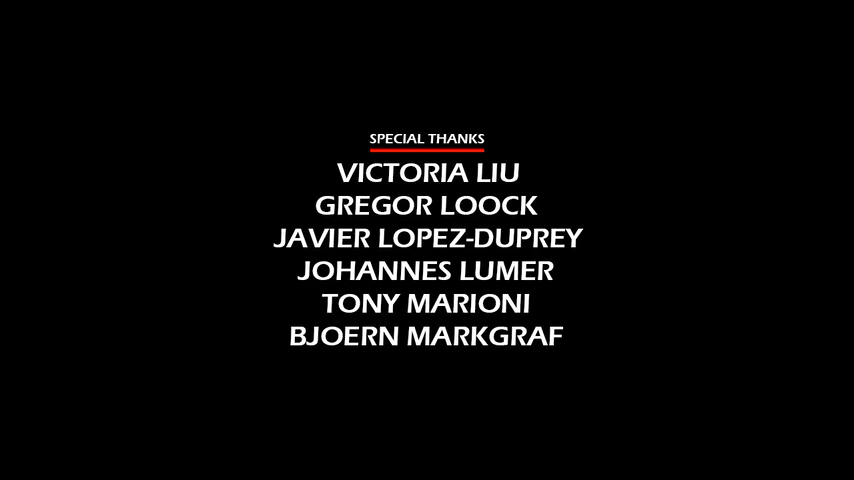 SPECIAL THANKS
VICTORIA LIU
GREGOR LOOCK
JAVIER LOPEZ-DUPREY
JOHANNES LUMER
TONY MARIONI
BJOERN MARKGRAF